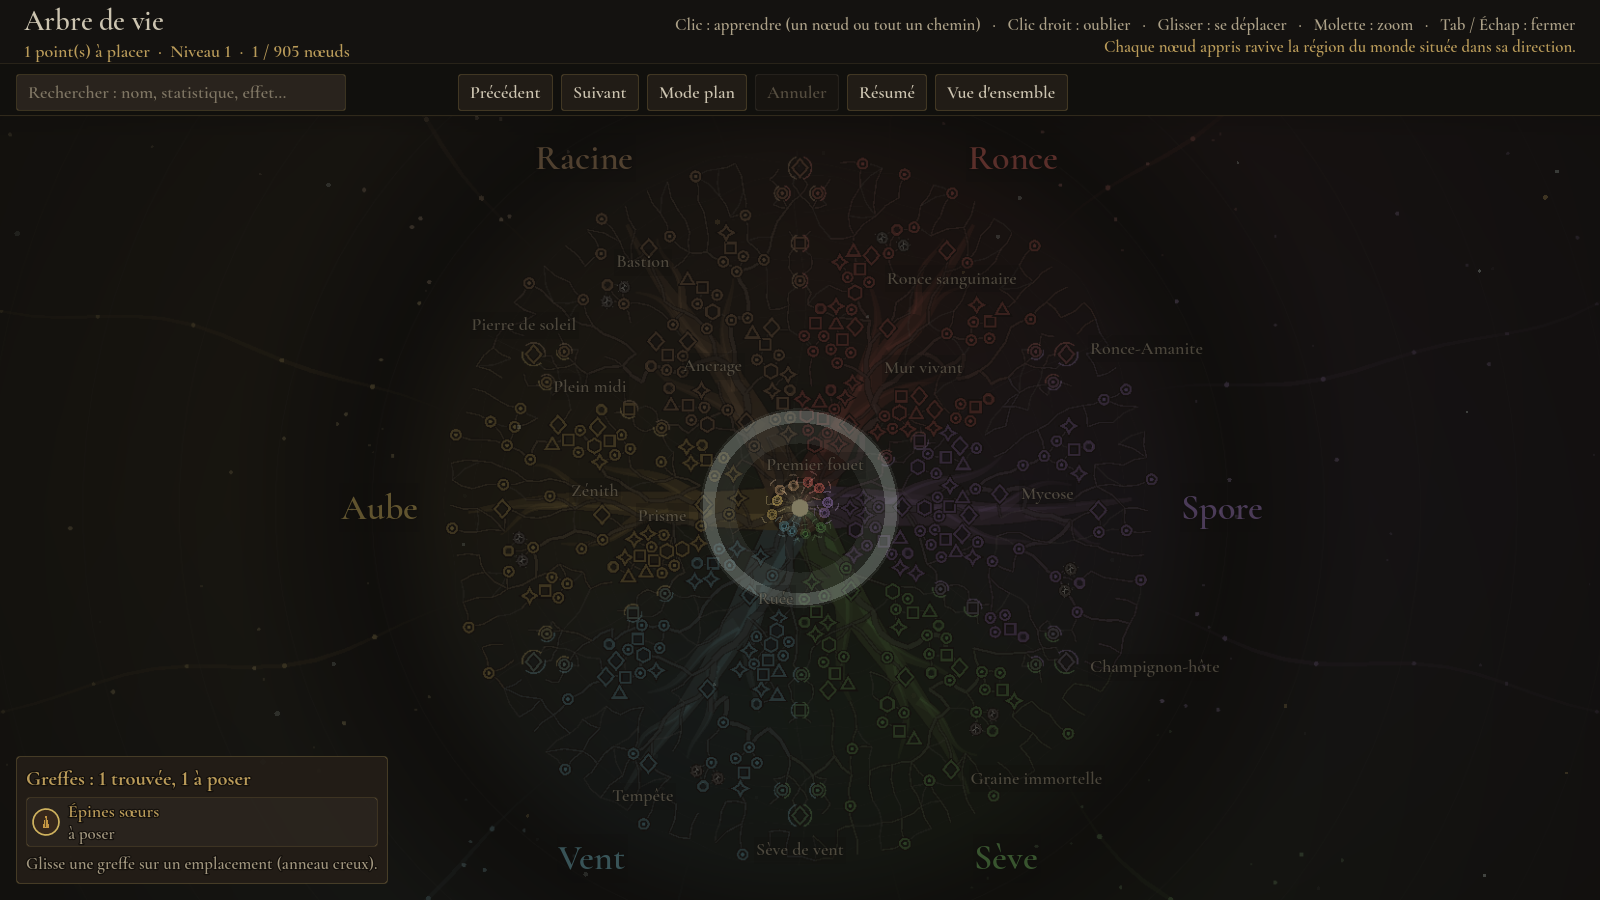 Arbre de vie
1 point(s) à placer · Niveau 1 · 1 / 905 nœuds
Clic : apprendre (un nœud ou tout un chemin) · Clic droit : oublier · Glisser : se déplacer · Molette : zoom · Tab / Échap : fermer
Chaque nœud appris ravive la région du monde située dans sa direction.
Rechercher : nom, statistique, effet...
Précédent
Suivant
Mode plan
Annuler
Résumé
Vue d'ensemble
Racine
Ronce
Bastion
Ronce sanguinaire
Pierre de soleil
Ronce-Amanite
Ancrage
Mur vivant
Plein midi
Premier fouet
Zénith
Mycose
Aube
Prisme
Spore
Ruée
Champignon-hôte
Graine immortelle
Tempête
Sève de vent
Vent
Sève
Greffes : 1 trouvée, 1 à poser
Épines sœurs
à poser
Glisse une greffe sur un emplacement (anneau creux).